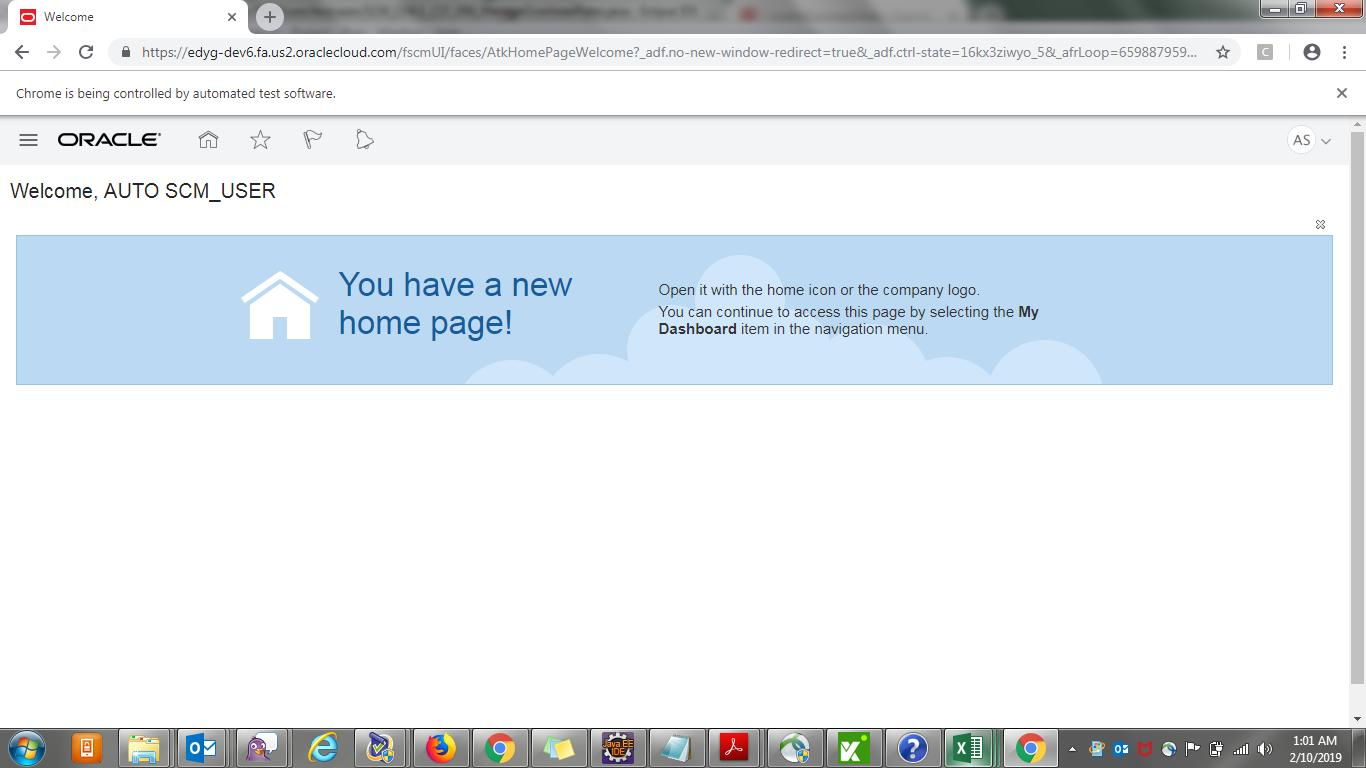 Welcome
https://edyg-dev6.fa.us2.oraclecloud.com/fscmUI/faces/AtkHomePageWelcome?_adf.no-new-window-redirect=true&_adf.ctrl-state=16kx3ziwyo_5&_afrLoop=659887959...
C
Chrome is being controlled by automated test software.
ORACLE
AS
Welcome, AUTO SCM_USER
You have a new
home page!
Open it with the home icon or the company logo.
You can continue to access this page by selecting the My
Dashboard item in the navigation menu.
Java EE
IDE
1:01 AM
2/10/2019